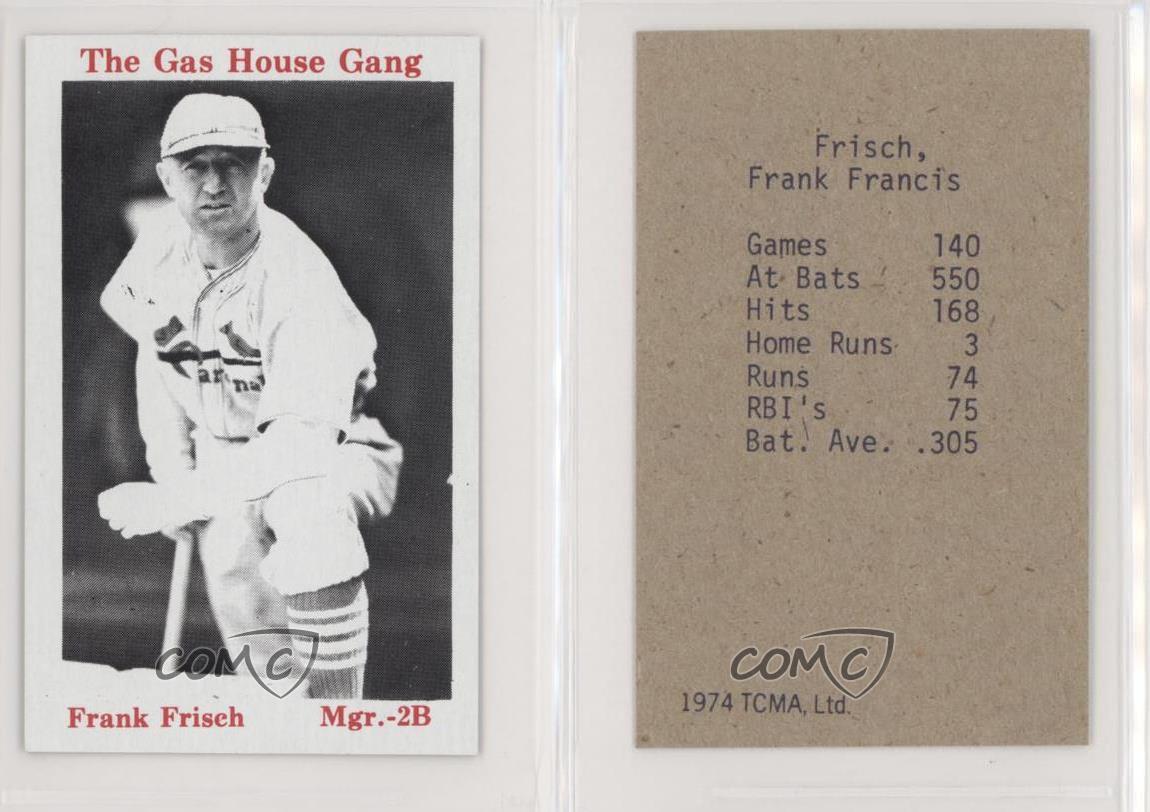 The Gas House Gang
COMC
Frank Frisch Mgr.-2B
Frisch,
Frank Francis
Games 140
At Bats 550
Hits 168
Home Runs 3
Runs 74
RBI's 75
Bat. Ave. .305
COMC
1974 TCMA, Ltd.